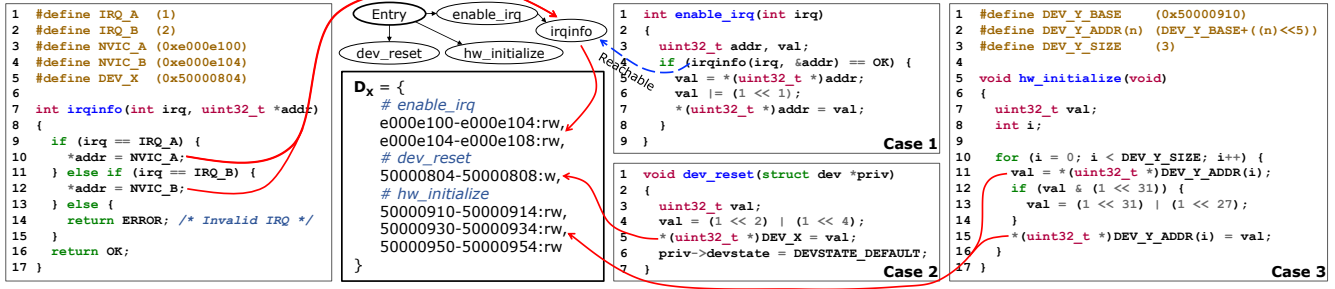 1 #define IRQ_A (1)
2 #define IRQ_B (2)
3 #define NVIC_A (0xe000e100)
4 #define NVIC_B (0xe000e104)
5 #define DEV_X (0x50000804)
6
7 int irqinfo(int irq, uint32_t *addr)
8 {
9 if (irq == IRQ_A) {
10 *addr = NVIC_A;
11 } else if (irq == IRQ_B) {
12 *addr = NVIC_B;
13 } else {
14 return ERROR; /* Invalid IRQ */
15 }
16 return OK;
17 }
Entry
enable_irq
irqinfo
dev_reset
hw_initialize
Dx = {
# enable_irq
e000e100-e000e104:rw,
e000e104-e000e108:rw,
# dev_reset
50000804-50000808:w,
# hw_initialize
50000910-50000914:rw,
50000930-50000934:rw,
50000950-50000954:rw
}
Reachable
1 int enable_irq(int irq)
2 {
3 uint32_t addr, val;
4 if (irqinfo(irq, &addr) == OK) {
5 val = *(uint32_t *)addr;
6 val |= (1 << 1);
7 *(uint32_t *)addr = val;
8 }
9 }
Case 1
1 void dev_reset(struct dev *priv)
2 {
3 uint32_t val;
4 val = (1 << 2) | (1 << 4);
5 *(uint32_t *)DEV_X = val;
6 priv->devstate = DEVSTATE_DEFAULT;
7 }
Case 2
1 #define DEV_Y_BASE (0x50000910)
2 #define DEV_Y_ADDR(n) (DEV_Y_BASE+((n)<<5))
3 #define DEV_Y_SIZE (3)
4
5 void hw_initialize(void)
6 {
7 uint32_t val;
8 int i;
9
10 for (i = 0; i < DEV_Y_SIZE; i++) {
11 val = *(uint32_t *)DEV_Y_ADDR(i);
12 if (val & (1 << 31)) {
13 val = (1 << 31) | (1 << 27);
14 }
15 *(uint32_t *)DEV_Y_ADDR(i) = val;
16 }
17 }
Case 3